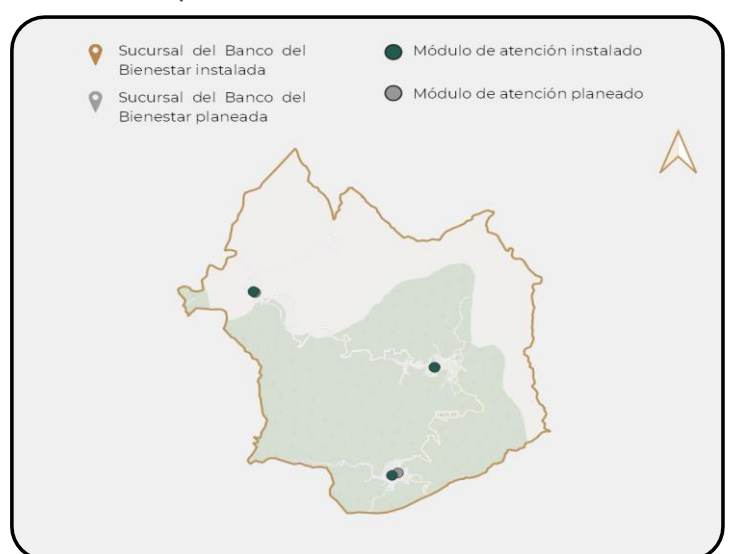 Sucursal del Banco del
Bienestar instalada
Sucursal del Banco del
Bienestar planeada
Módulo de atención instalado
Módulo de atención planeado